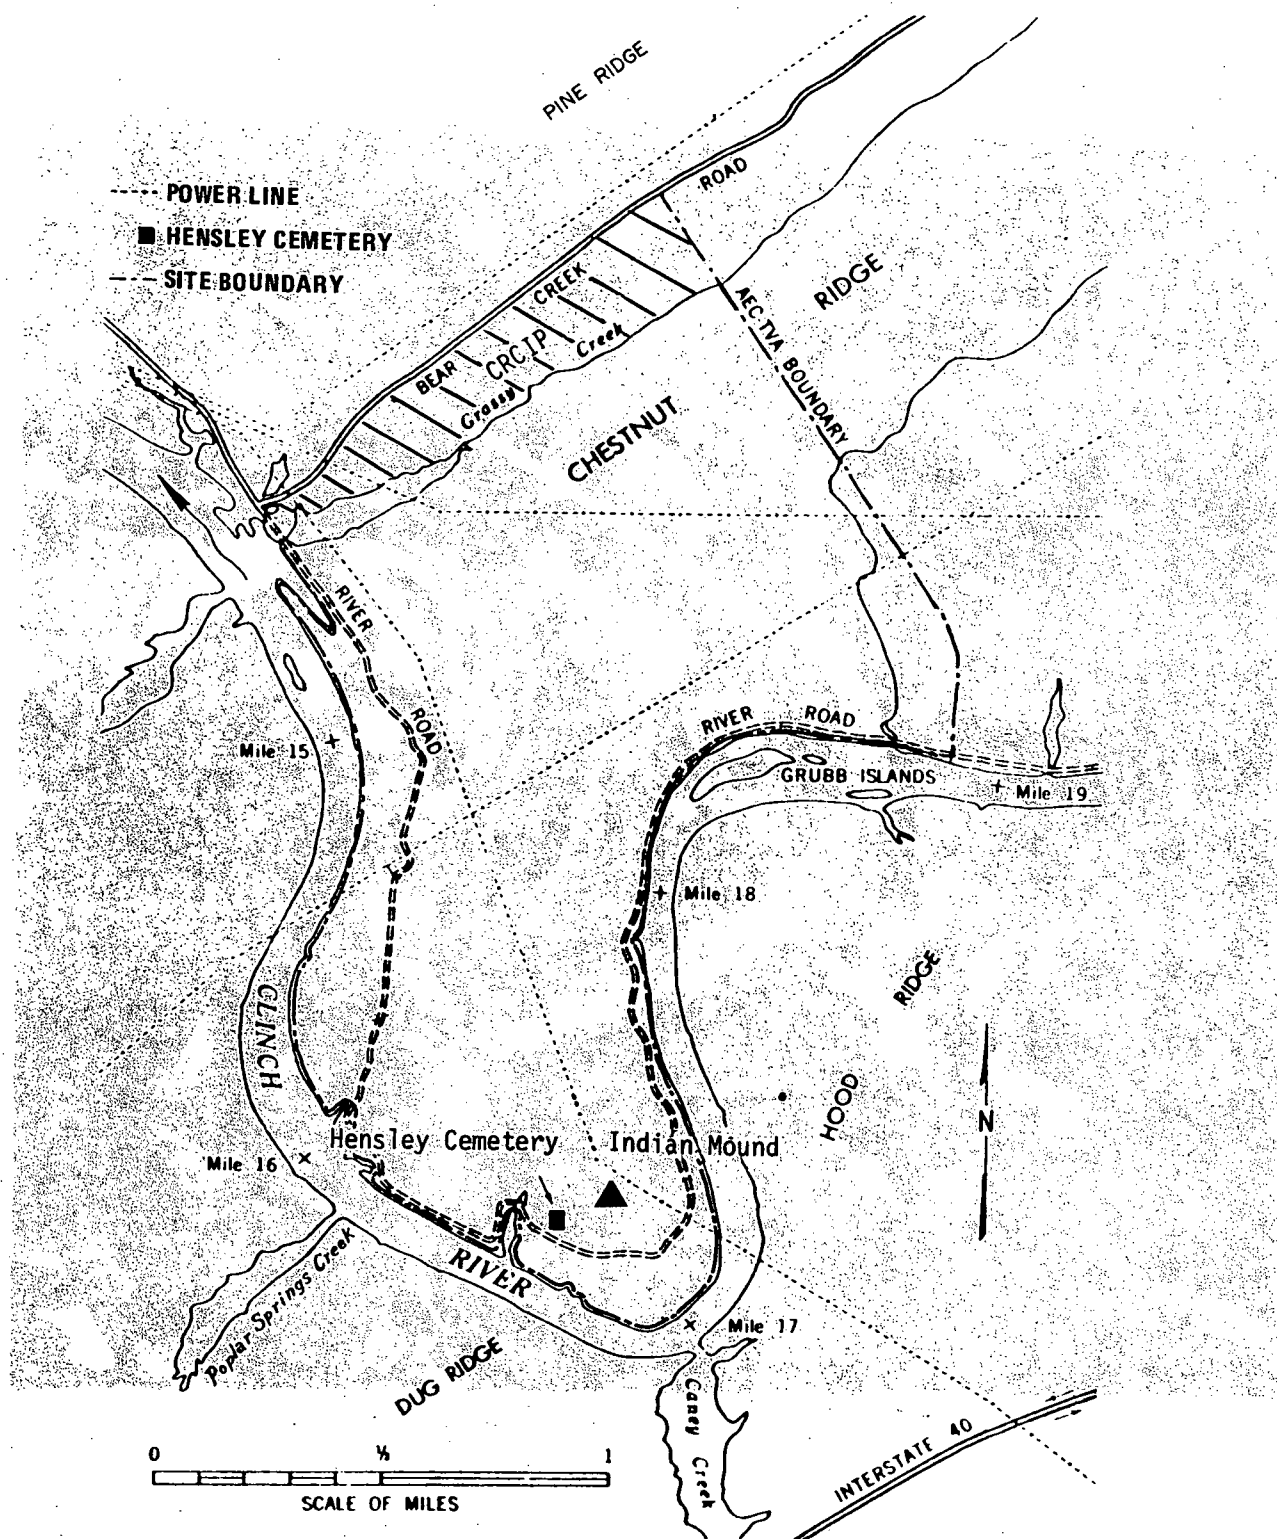 PINE RIDGE
ROAD
POWER LINE
HENSLEY CEMETERY
SITE BOUNDARY
BEAR CREEK
CRCIP
Grassy Creek
RIDGE
AEC-TVA BOUNDARY
CHESTNUT
RIVER
ROAD
RIVER ROAD
Mile 15
GRUBB ISLANDS
Mile 19
Mile 18
RIDGE
CLINCH
HOOD
N
Hensley Cemetery
Indian Mound
Mile 16
RIVER
Poplar Springs Creek
Mile 17
DUG RIDGE
Caney Creek
INTERSTATE 40
0 ½ 1
SCALE OF MILES